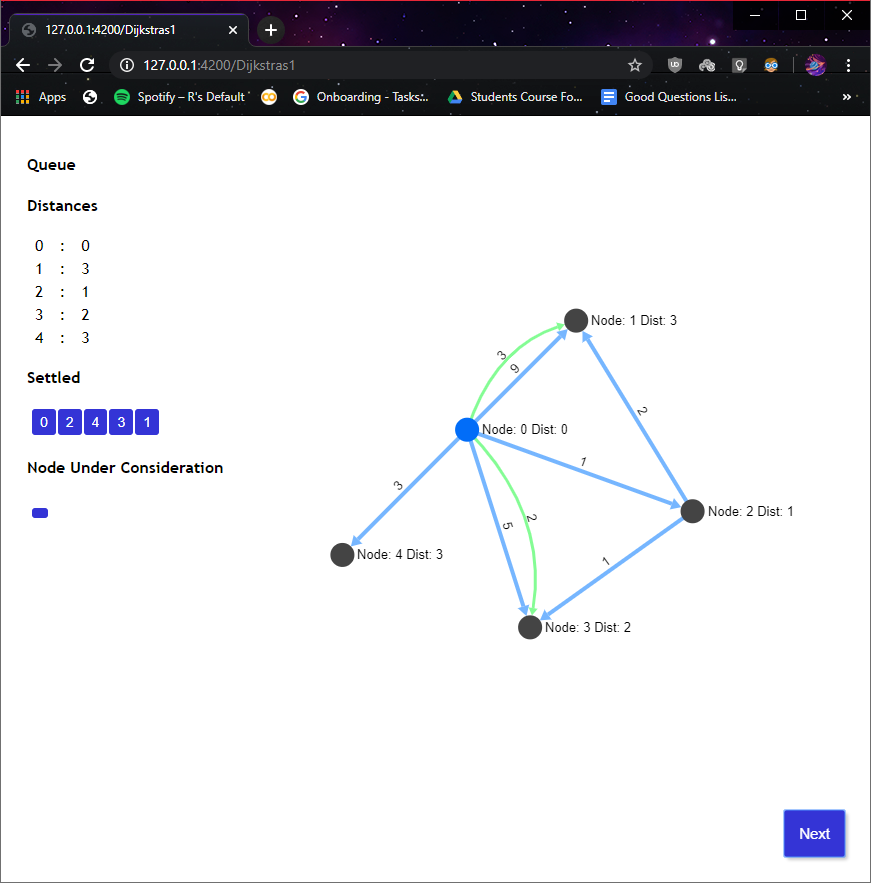 127.0.0.1:4200/Dijkstras1
127.0.0.1:4200/Dijkstras1
Apps
Spotify – R's Default
Onboarding - Tasks:...
Students Course Fo...
Good Questions Lis...
»
Queue
Distances
0 : 0
1 : 3
2 : 1
3 : 2
4 : 3
Settled
0 2 4 3 1
Node Under Consideration
Node: 1 Dist: 3
3
9
2
Node: 0 Dist: 0
1
3
5
2
Node: 2 Dist: 1
Node: 4 Dist: 3
1
Node: 3 Dist: 2
Next